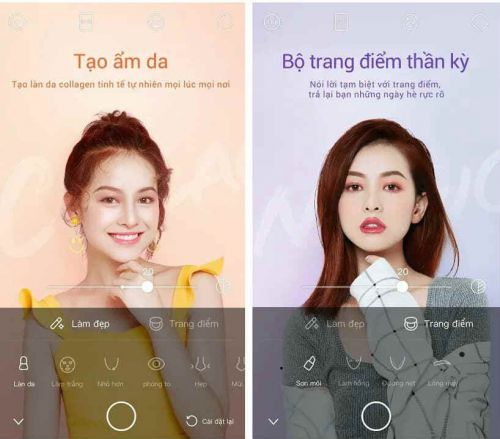 Tạo ẩm da
Tạo làn da collagen tinh tế tự nhiên mọi lúc mọi nơi
20
Làm đẹp
Trang điểm
Làn da
Làm trắng
Nhỏ hơn
phóng to
Hẹp
Mũi
Cài đặt lại
Bộ trang điểm thần kỳ
Nói lời tạm biệt với trang điểm,
trả lại bạn những ngày hè rực rỡ
20
Làm đẹp
Trang điểm
Son môi
Làm hồng
Đường nét
Lông mày